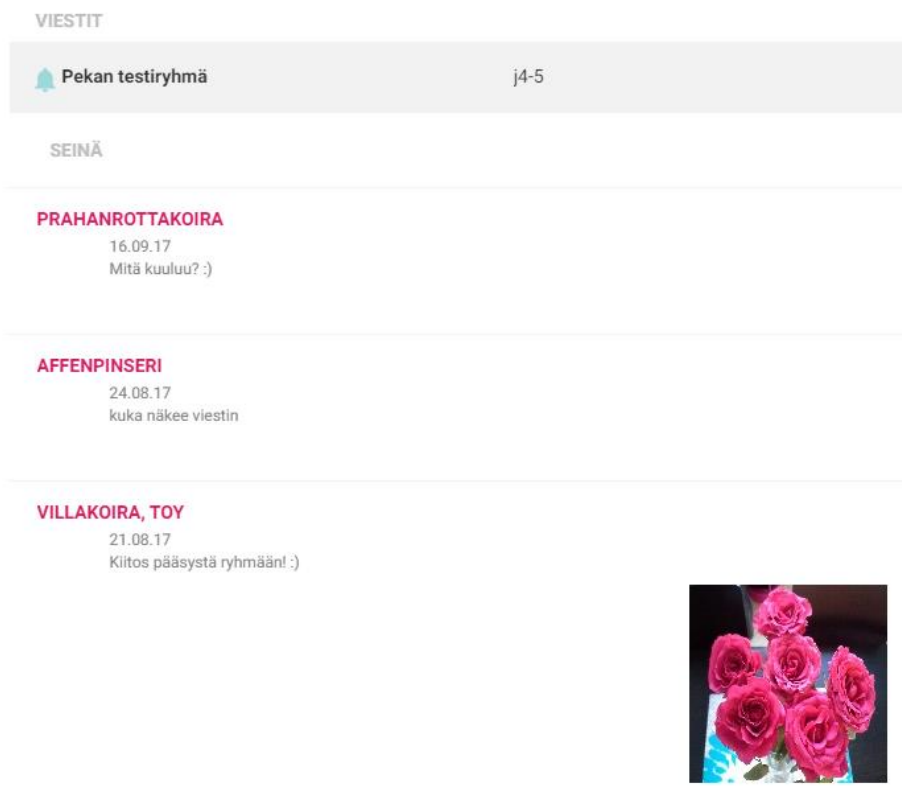 VIESTIT
Pekan testiryhmä j4-5
SEINÄ
PRAHANROTTAKOIRA
16.09.17
Mitä kuuluu? :)
AFFENPINSERI
24.08.17
kuka näkee viestin
VILLAKOIRA, TOY
21.08.17
Kiitos pääsystä ryhmään! :)